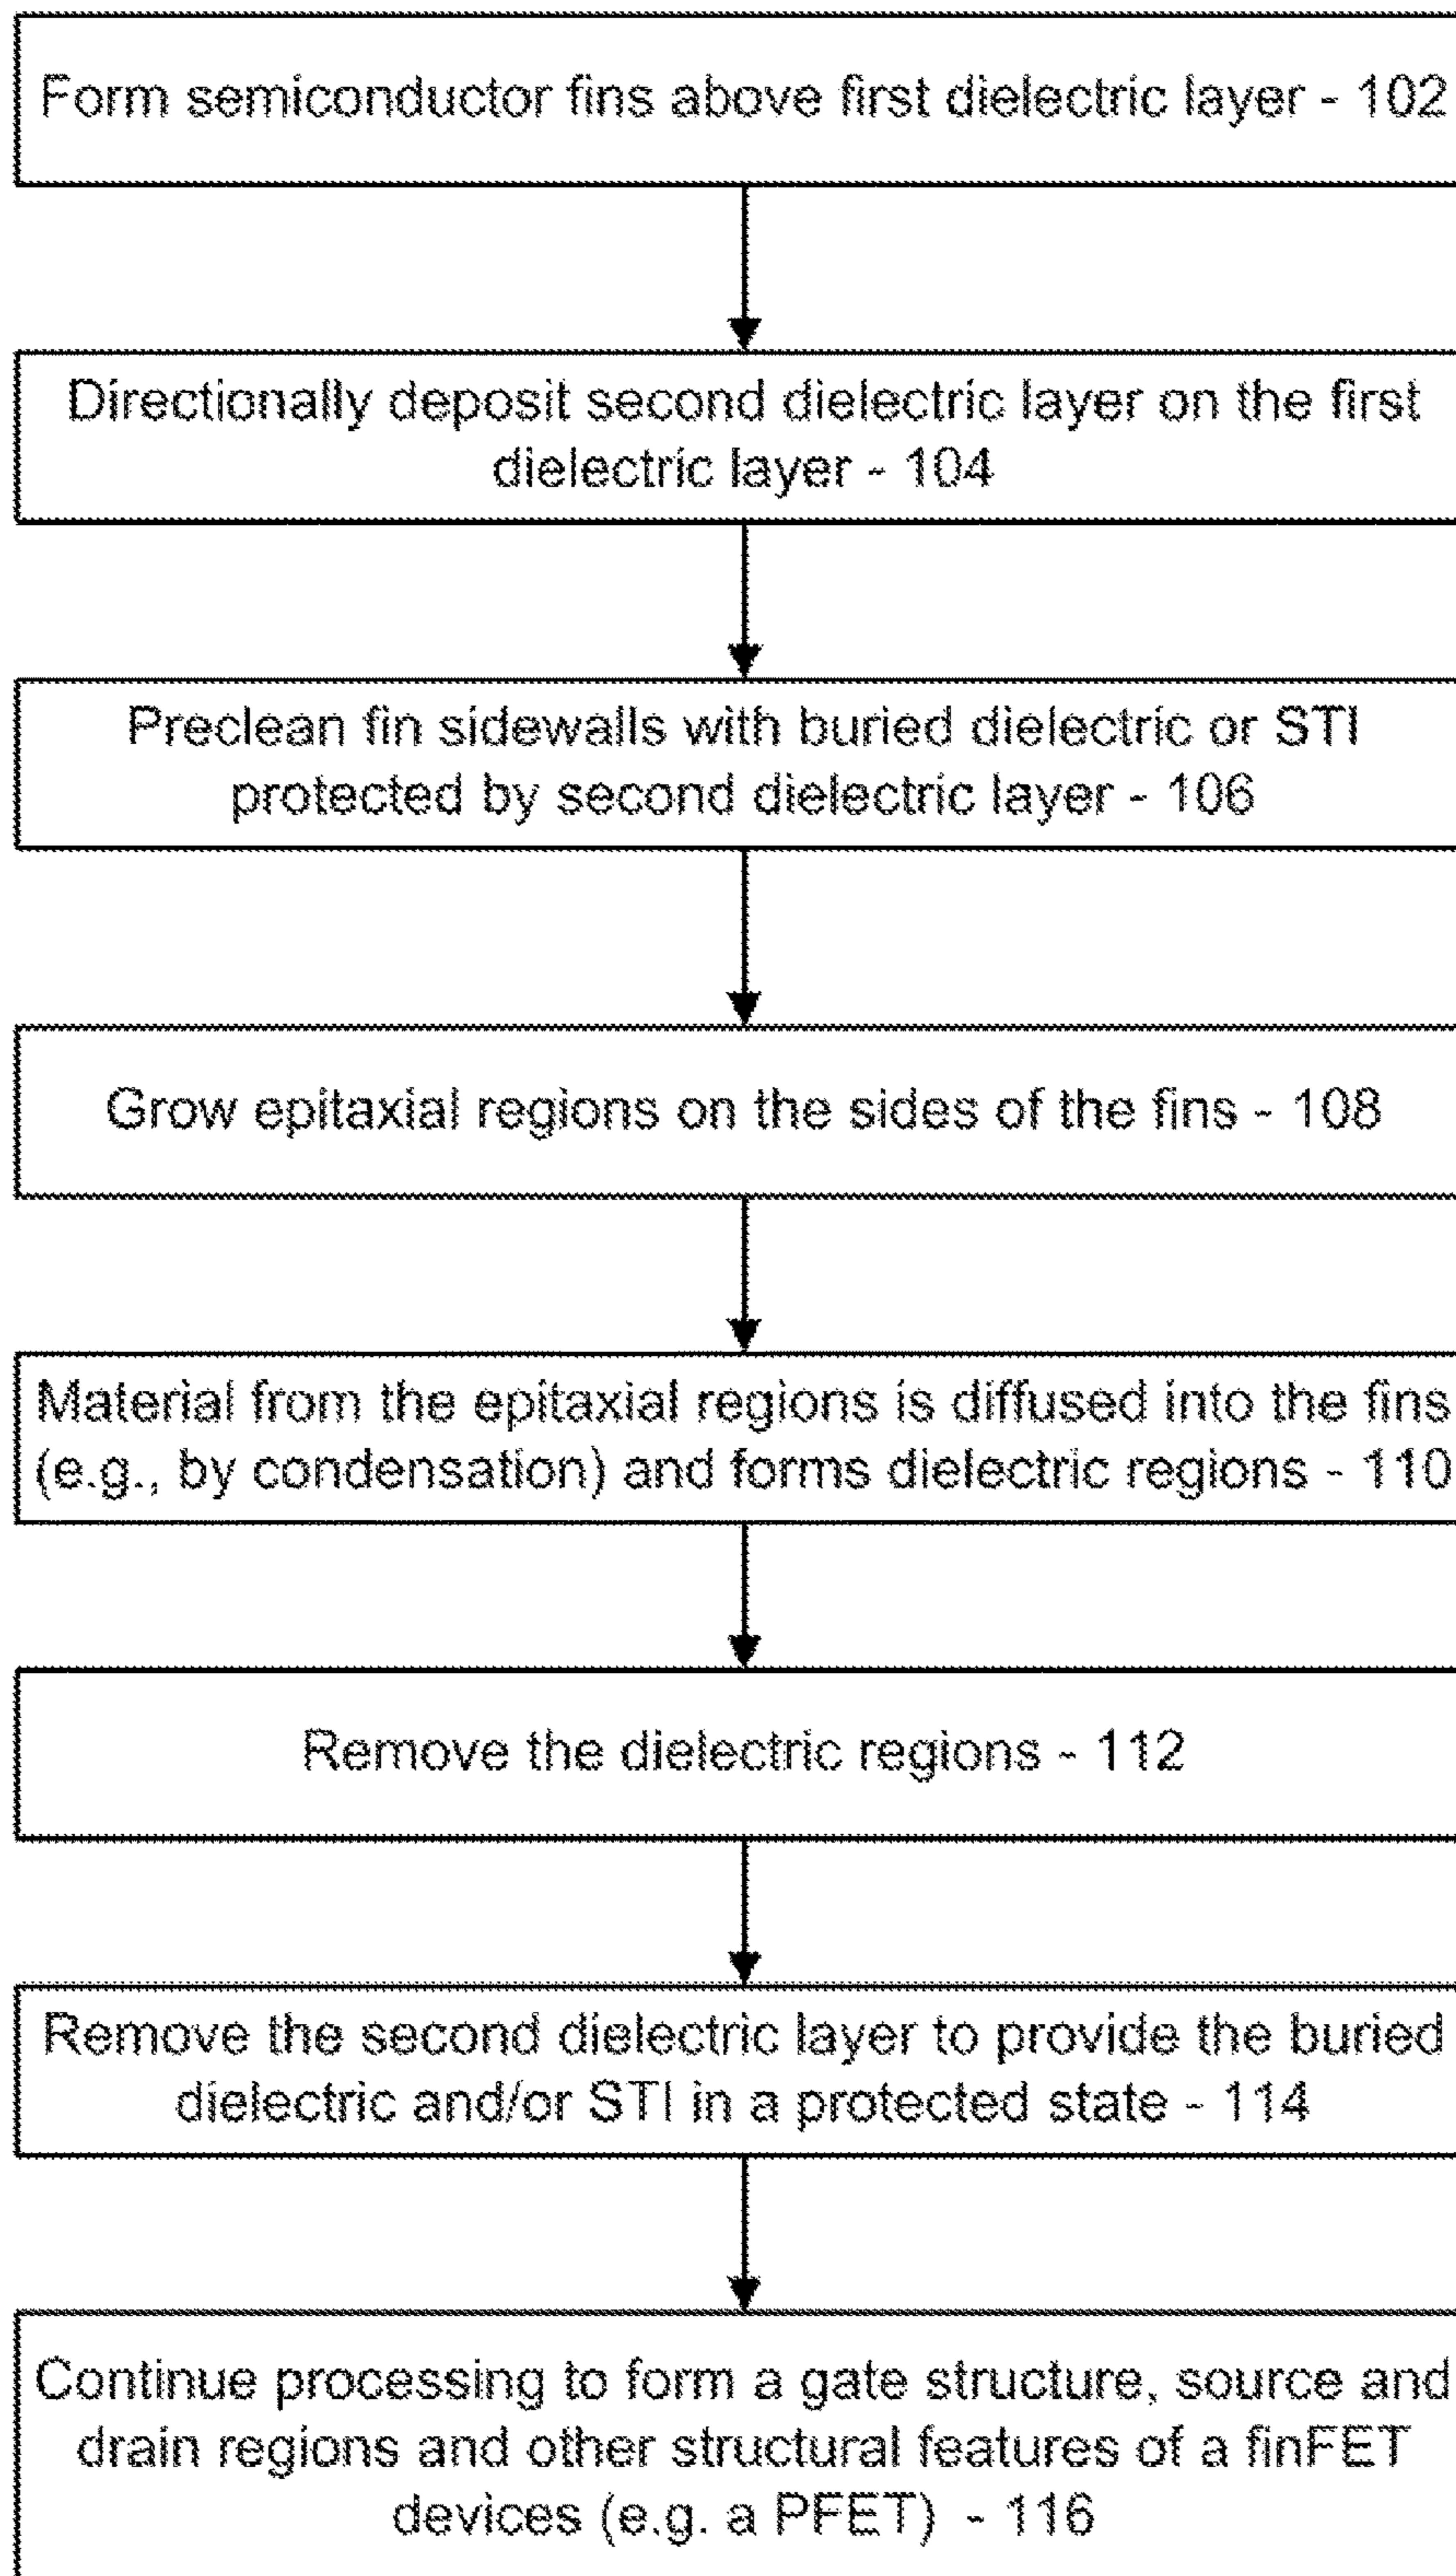 Form semiconductor fins above first dielectric layer - 102
Directionally deposit second dielectric layer on the first
dielectric layer - 104
Preclean fin sidewalls with buried dielectric or STI
protected by second dielectric layer - 106
Grow epitaxial regions on the sides of the fins - 108
Material from the epitaxial regions is diffused into the fins
(e.g., by condensation) and forms dielectric regions - 110
Remove the dielectric regions - 112
Remove the second dielectric layer to provide the buried
dielectric and/or STI in a protected state - 114
Continue processing to form a gate structure, source and
drain regions and other structural features of a finFET
devices (e.g. a PFET) - 116